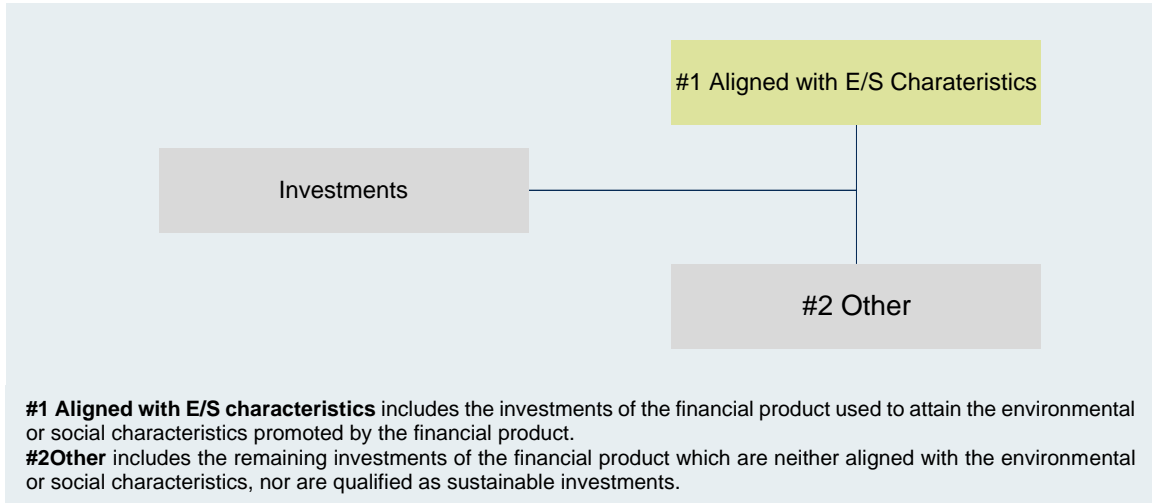 #1 Aligned with E/S Charateristics
Investments
#2 Other
#1 Aligned with E/S characteristics includes the investments of the financial product used to attain the environmental
or social characteristics promoted by the financial product.
#2Other includes the remaining investments of the financial product which are neither aligned with the environmental
or social characteristics, nor are qualified as sustainable investments.